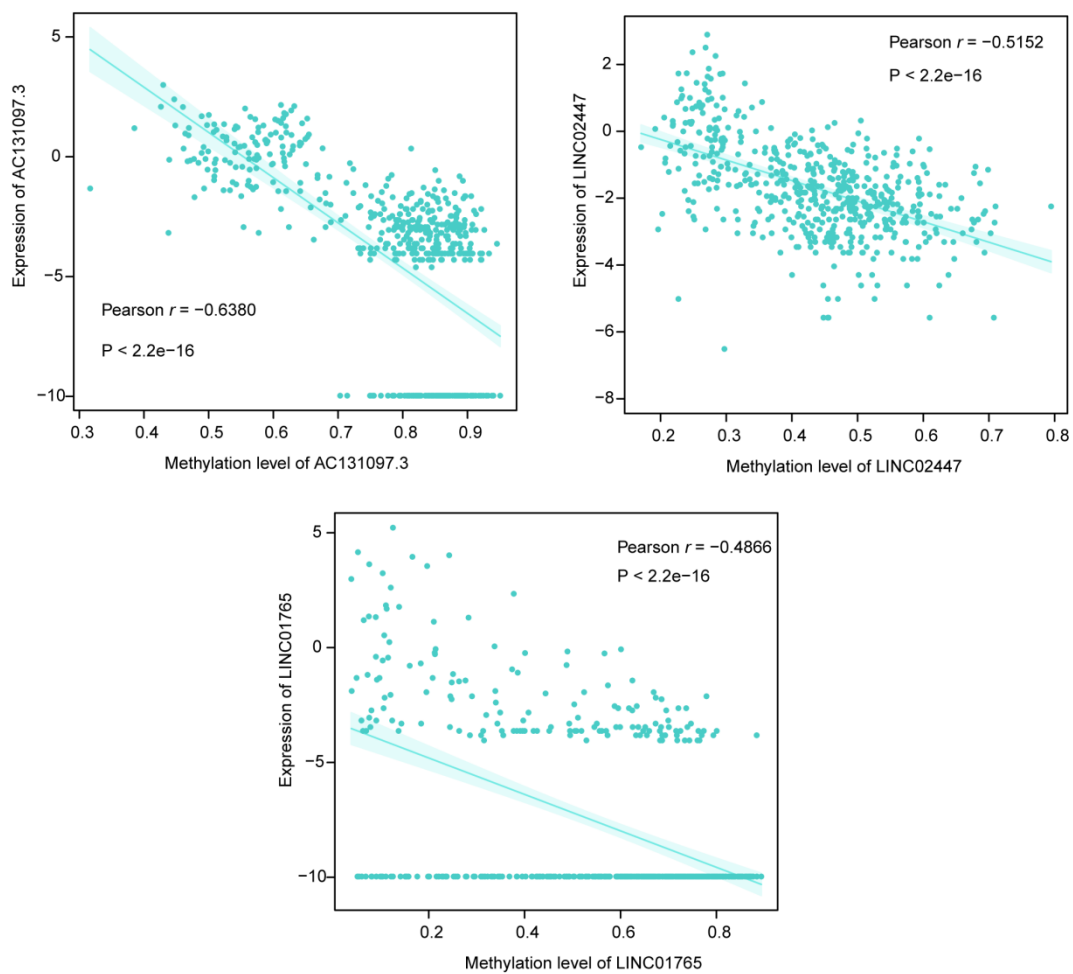 5
0
−5
−10
Expression of AC131097.3
Pearson r = −0.6380
P < 2.2e−16
0.3 0.4 0.5 0.6 0.7 0.8 0.9
Methylation level of AC131097.3
2
0
−2
−4
−6
−8
Expression of LINC02447
Pearson r = −0.5152
P < 2.2e−16
0.2 0.3 0.4 0.5 0.6 0.7 0.8
Methylation level of LINC02447
5
0
−5
−10
Expression of LINC01765
Pearson r = −0.4866
P < 2.2e−16
0.2 0.4 0.6 0.8
Methylation level of LINC01765